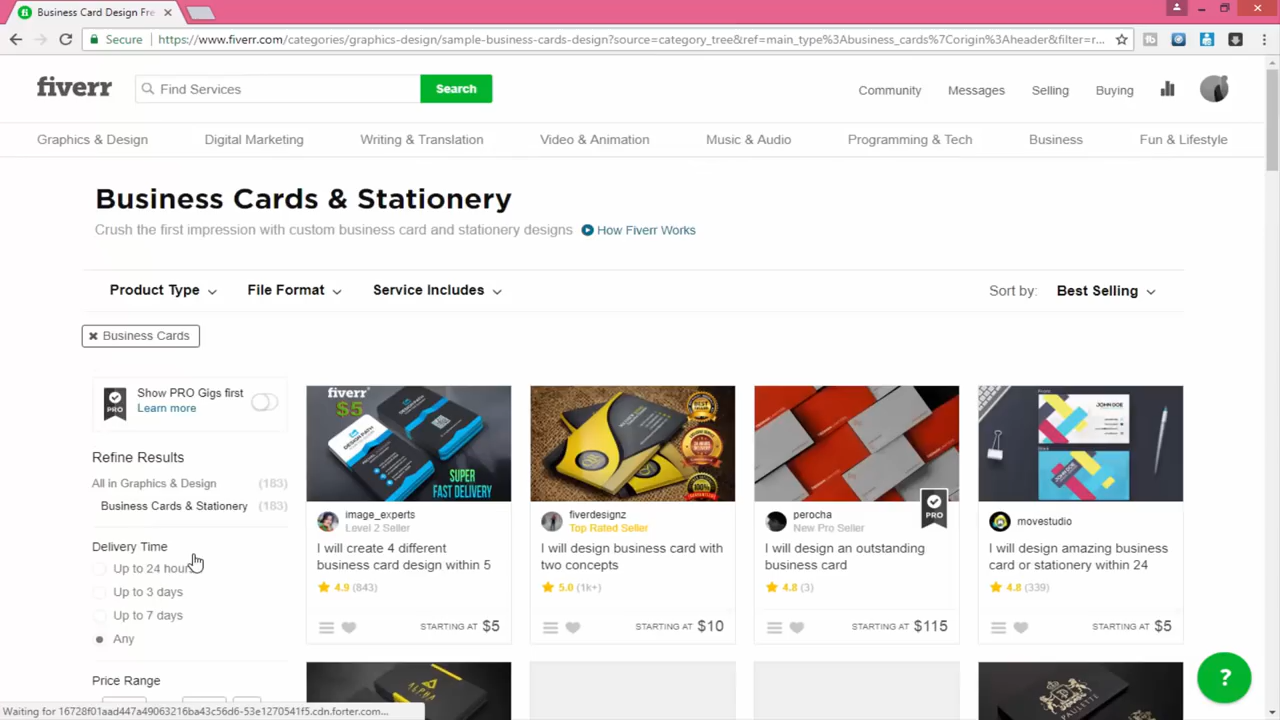 Business Card Design Fre
Secure https://www.fiverr.com/categories/graphics-design/sample-business-cards-design?source=category_tree&ref=main_type%3Abusiness_cards%7Corigin%3Aheader&filter=r...
fiverr
Find Services
Search
Community
Messages
Selling
Buying
Graphics & Design
Digital Marketing
Writing & Translation
Video & Animation
Music & Audio
Programming & Tech
Business
Fun & Lifestyle
Business Cards & Stationery
Crush the first impression with custom business card and stationery designs
How Fiverr Works
Product Type
File Format
Service Includes
Sort by: Best Selling
Business Cards
PRO
Show PRO Gigs first
Learn more
Refine Results
All in Graphics & Design (183)
Business Cards & Stationery (183)
Delivery Time
Up to 24 hour
Up to 3 days
Up to 7 days
Any
Price Range
fiverr
$5
SUPER
FAST DELIVERY
image_experts
Level 2 Seller
I will create 4 different
business card design within 5
4.9 (843)
STARTING AT $5
fiverdesignz
Top Rated Seller
I will design business card with
two concepts
5.0 (1k+)
STARTING AT $10
PRO
perocha
New Pro Seller
I will design an outstanding
business card
4.8 (3)
STARTING AT $115
JOHN DOE
movestudio
I will design amazing business
card or stationery within 24
4.8 (339)
STARTING AT $5
ALPHA
PAULETTE
?
Waiting for 16728f01aad447a49063216ba43c56d6-53e1270541f5.cdn.forter.com...